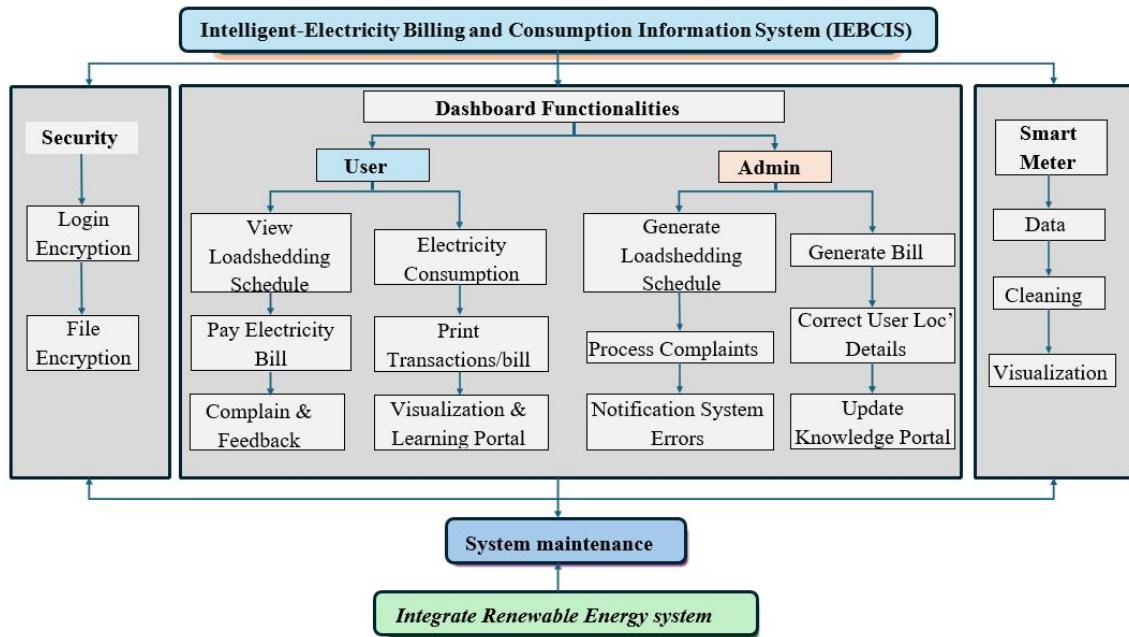 Intelligent-Electricity Billing and Consumption Information System (IEBCIS)
Security
Login
Encryption
File
Encryption
Dashboard Functionalities
User
View
Loadshedding
Schedule
Pay Electricity
Bill
Complain &
Feedback
Electricity
Consumption
Print
Transactions/bill
Visualization &
Learning Portal
Admin
Generate
Loadshedding
Schedule
Process Complaints
Notification System
Errors
Generate Bill
Correct User Loc’
Details
Update
Knowledge Portal
Smart
Meter
Data
Cleaning
Visualization
System maintenance
Integrate Renewable Energy system